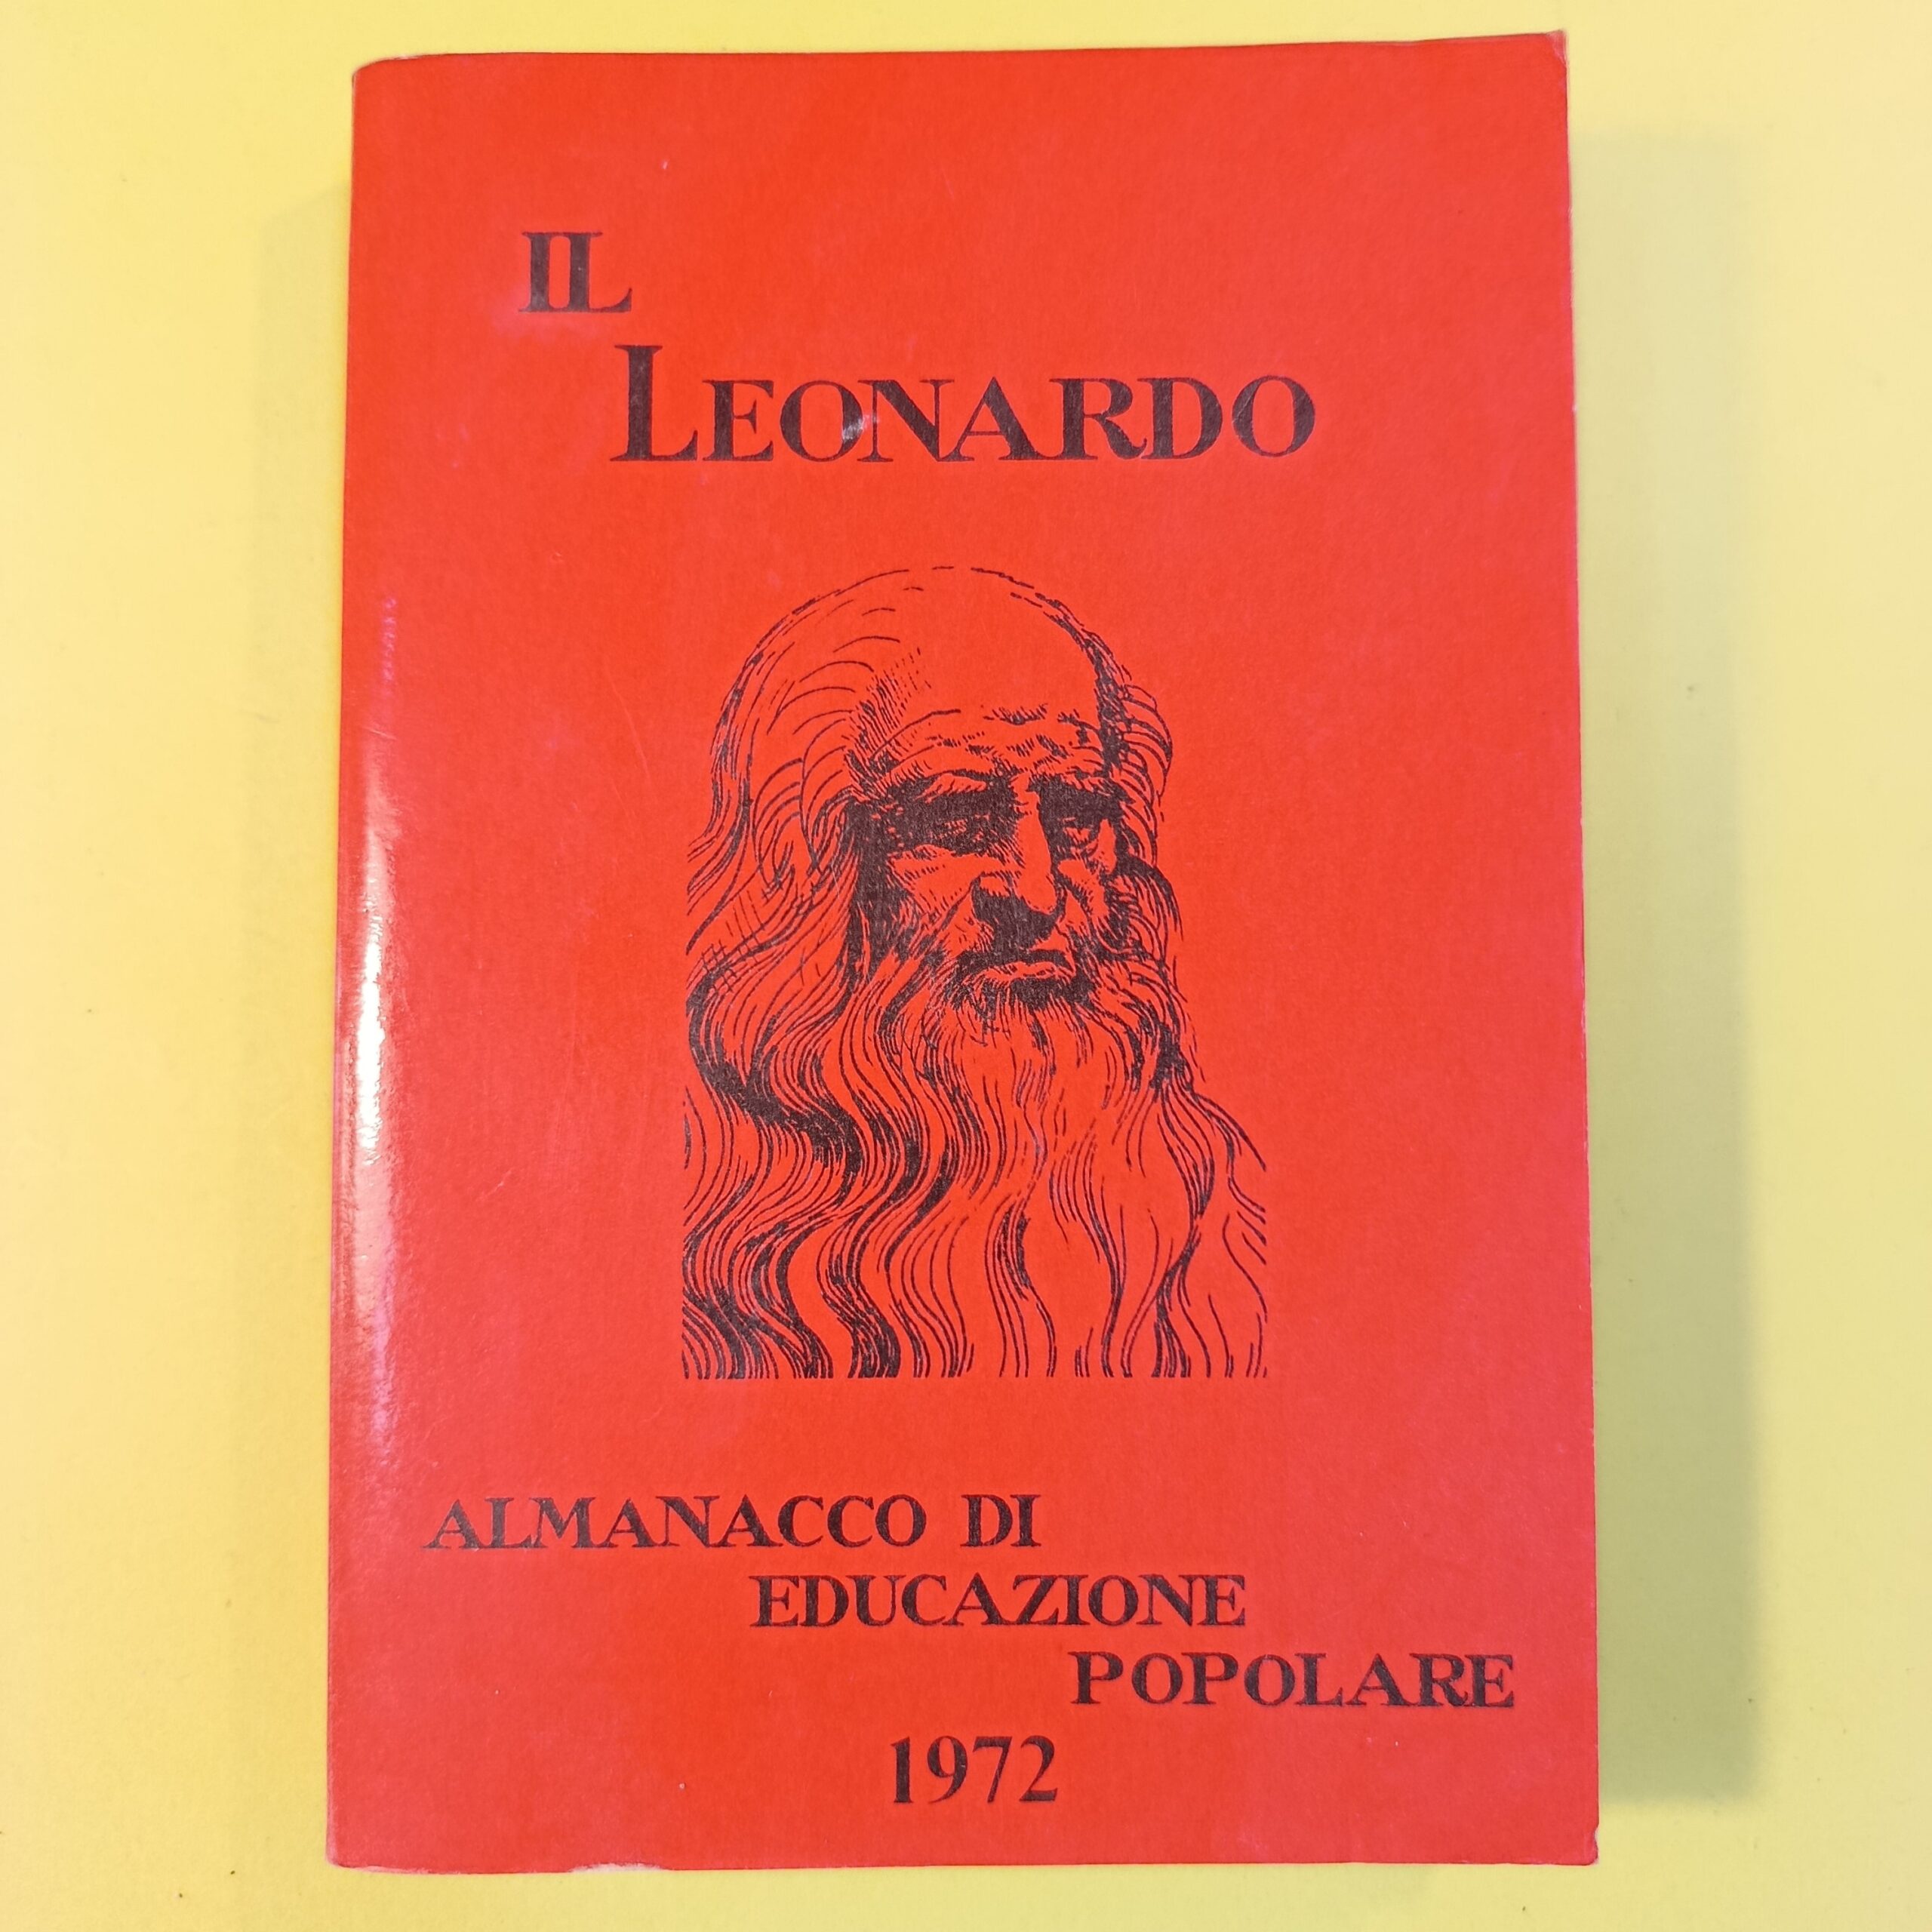 IL
LEONARDO
ALMANACCO DI
EDUCAZIONE
POPOLARE
1972